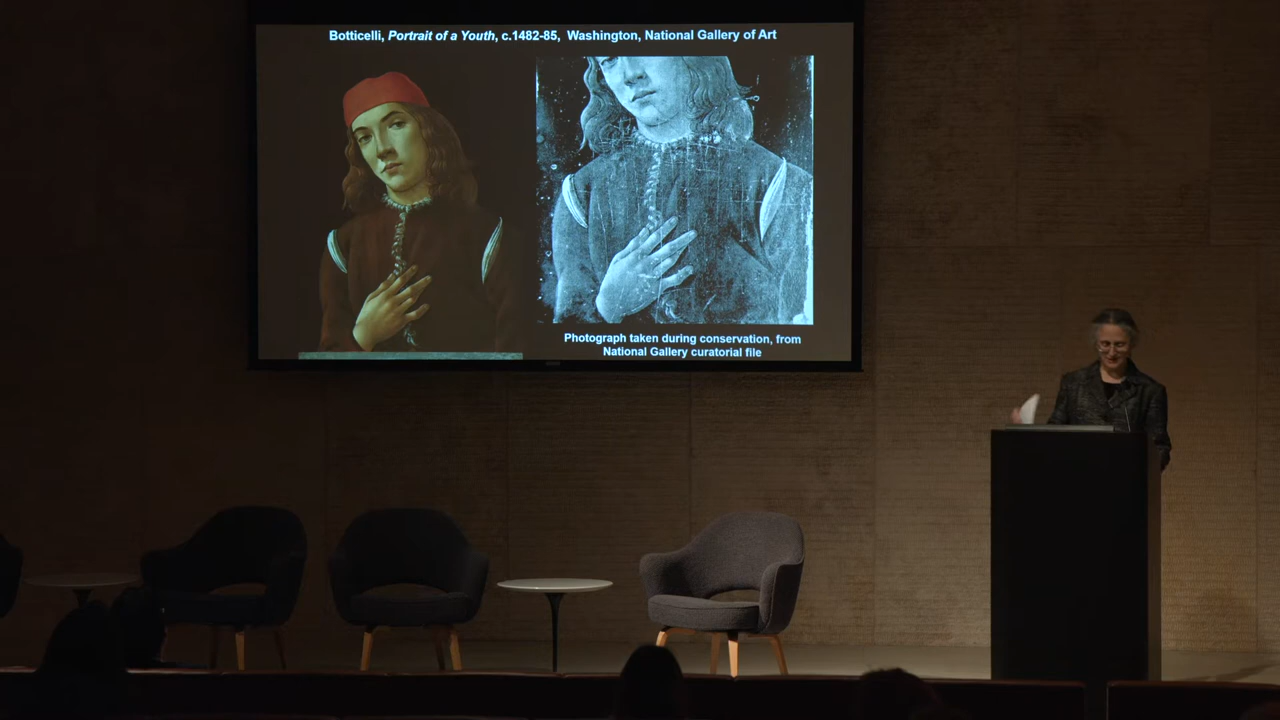 Botticelli, Portrait of a Youth, c.1482-85, Washington, National Gallery of Art
Photograph taken during conservation, from
National Gallery curatorial file